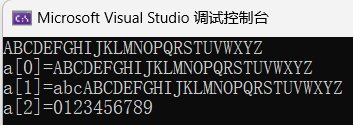 Microsoft Visual Studio 调试控制台
ABCDEFGHIJKLMNOPQRSTUVWXYZ
a[0]=ABCDEFGHIJKLMNOPQRSTUVWXYZ
a[1]=abcABCDEFGHIJKLMNOPQRSTUVWXYZ
a[2]=0123456789